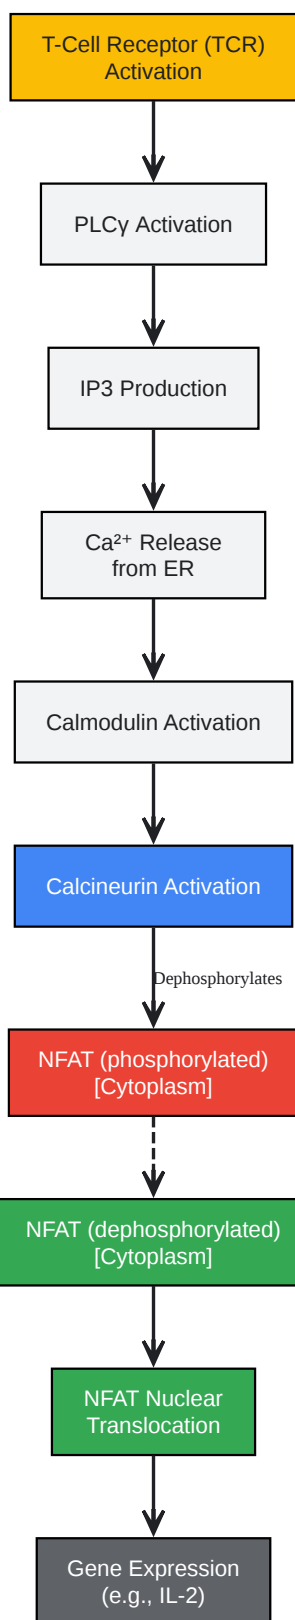 T-Cell Receptor (TCR)
Activation
PLCγ Activation
IP3 Production
Ca²⁺ Release
from ER
Calmodulin Activation
Calcineurin Activation
Dephosphorylates
NFAT (phosphorylated)
[Cytoplasm]
NFAT (dephosphorylated)
[Cytoplasm]
NFAT Nuclear
Translocation
Gene Expression
(e.g., IL-2)